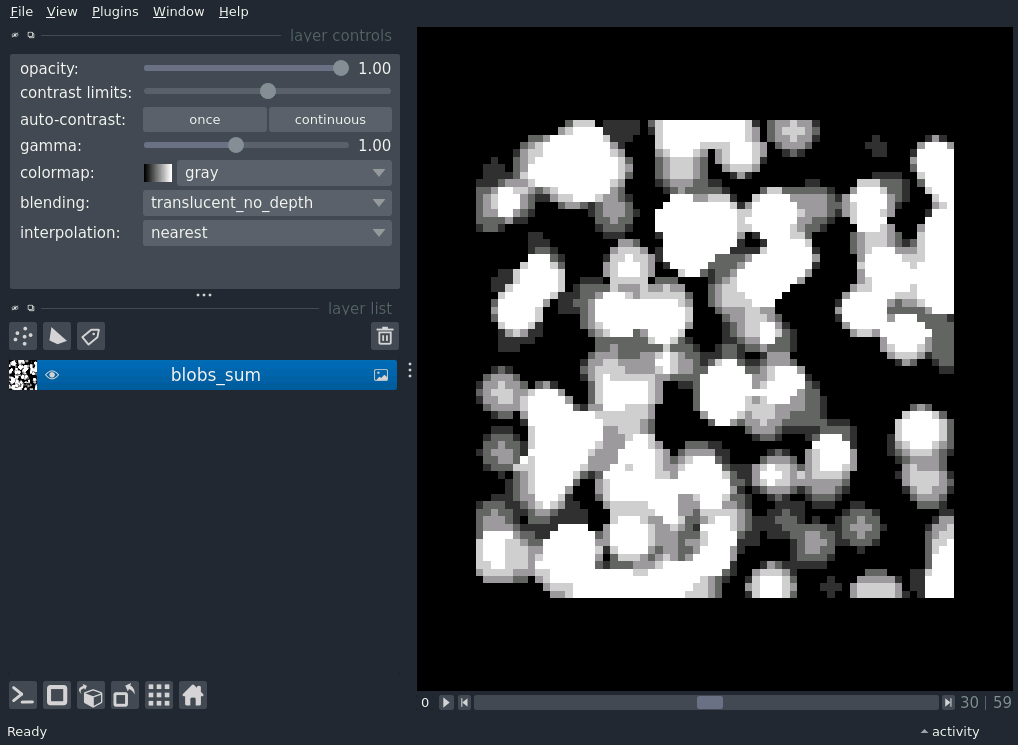 File View Plugins Window Help
layer controls
opacity: 1.00
contrast limits:
auto-contrast: once continuous
gamma: 1.00
colormap: gray
blending: translucent_no_depth
interpolation: nearest
layer list
blobs_sum
0 30 | 59
Ready activity